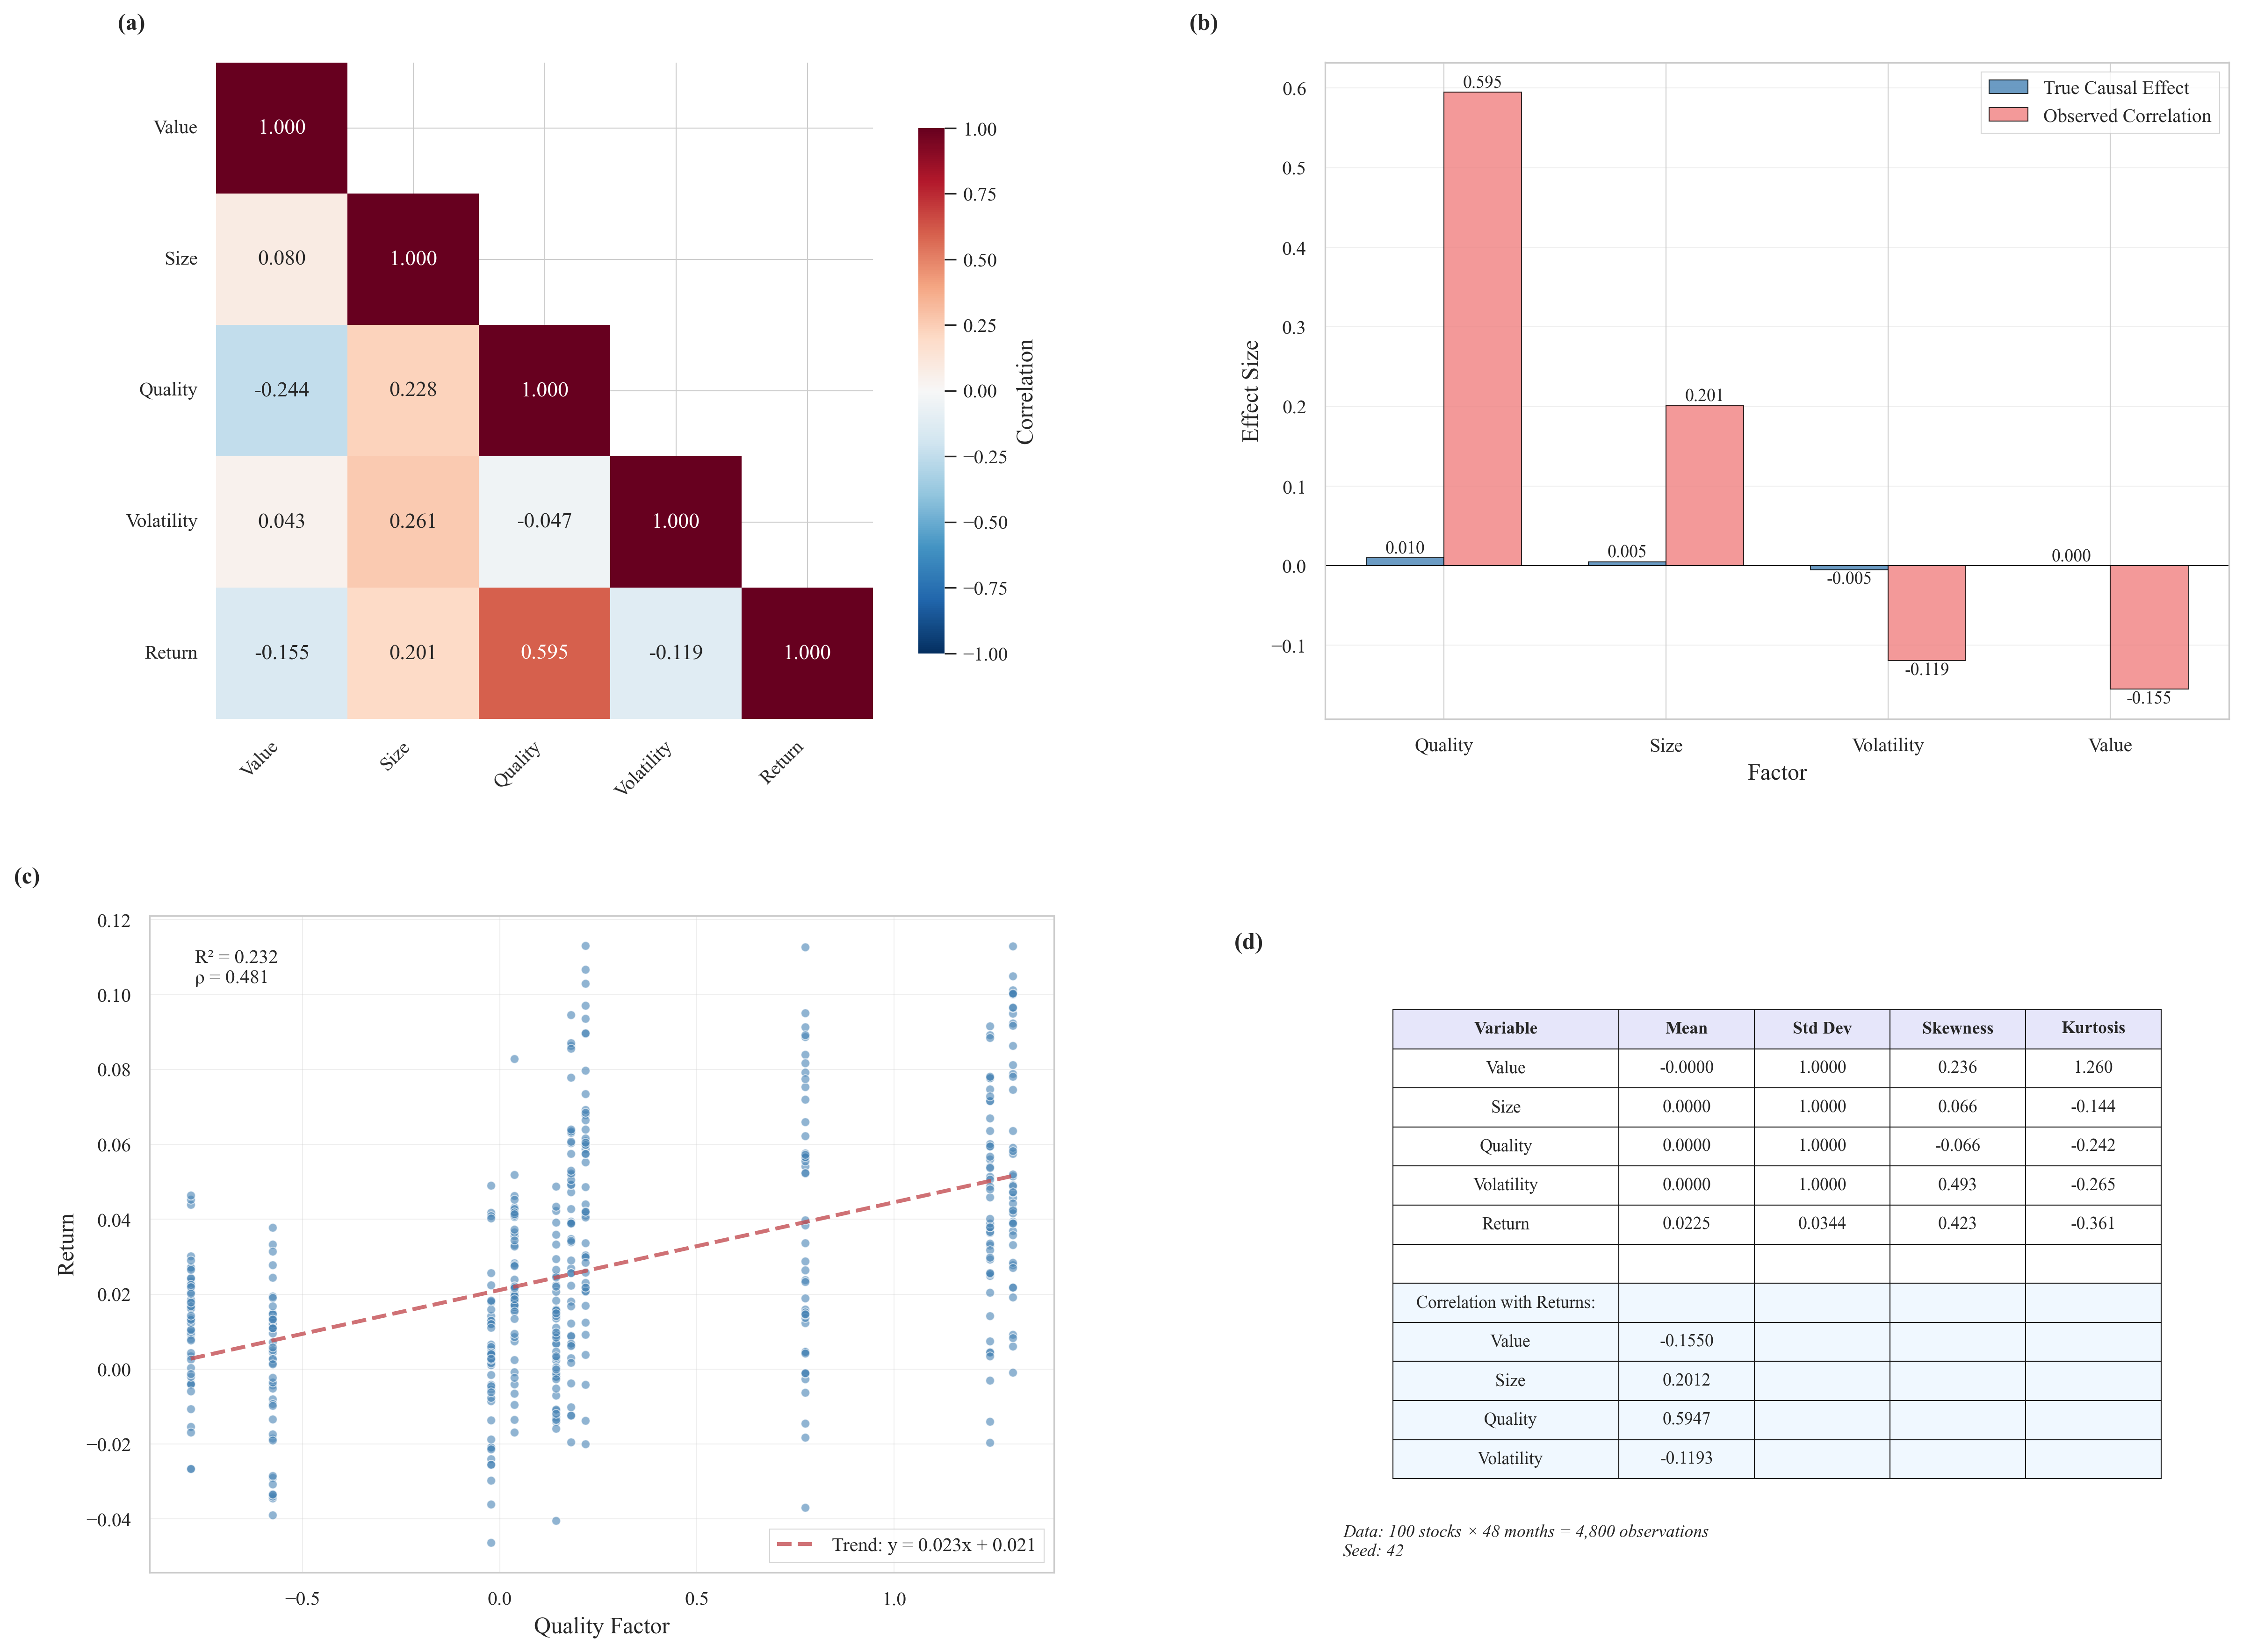 (a)
Value
1.000
Size
0.080 1.000
Quality
-0.244 0.228 1.000
Volatility
0.043 0.261 -0.047 1.000
Return
-0.155 0.201 0.595 -0.119 1.000
Value Size Quality Volatility Return
1.00
0.75
0.50
0.25
0.00
−0.25
−0.50
−0.75
−1.00
Correlation
(b)
Effect Size
0.6
0.5
0.4
0.3
0.2
0.1
0.0
−0.1
True Causal Effect
Observed Correlation
0.595
0.201
0.010
0.005
-0.005
0.000
-0.119
-0.155
Quality Size Volatility Value
Factor
(c)
Return
0.12
0.10
0.08
0.06
0.04
0.02
0.00
−0.02
−0.04
R² = 0.232
ρ = 0.481
Trend: y = 0.023x + 0.021
−0.5 0.0 0.5 1.0
Quality Factor
(d)
Variable Mean Std Dev Skewness Kurtosis
Value -0.0000 1.0000 0.236 1.260
Size 0.0000 1.0000 0.066 -0.144
Quality 0.0000 1.0000 -0.066 -0.242
Volatility 0.0000 1.0000 0.493 -0.265
Return 0.0225 0.0344 0.423 -0.361
Correlation with Returns:
Value -0.1550
Size 0.2012
Quality 0.5947
Volatility -0.1193
Data: 100 stocks × 48 months = 4,800 observations
Seed: 42